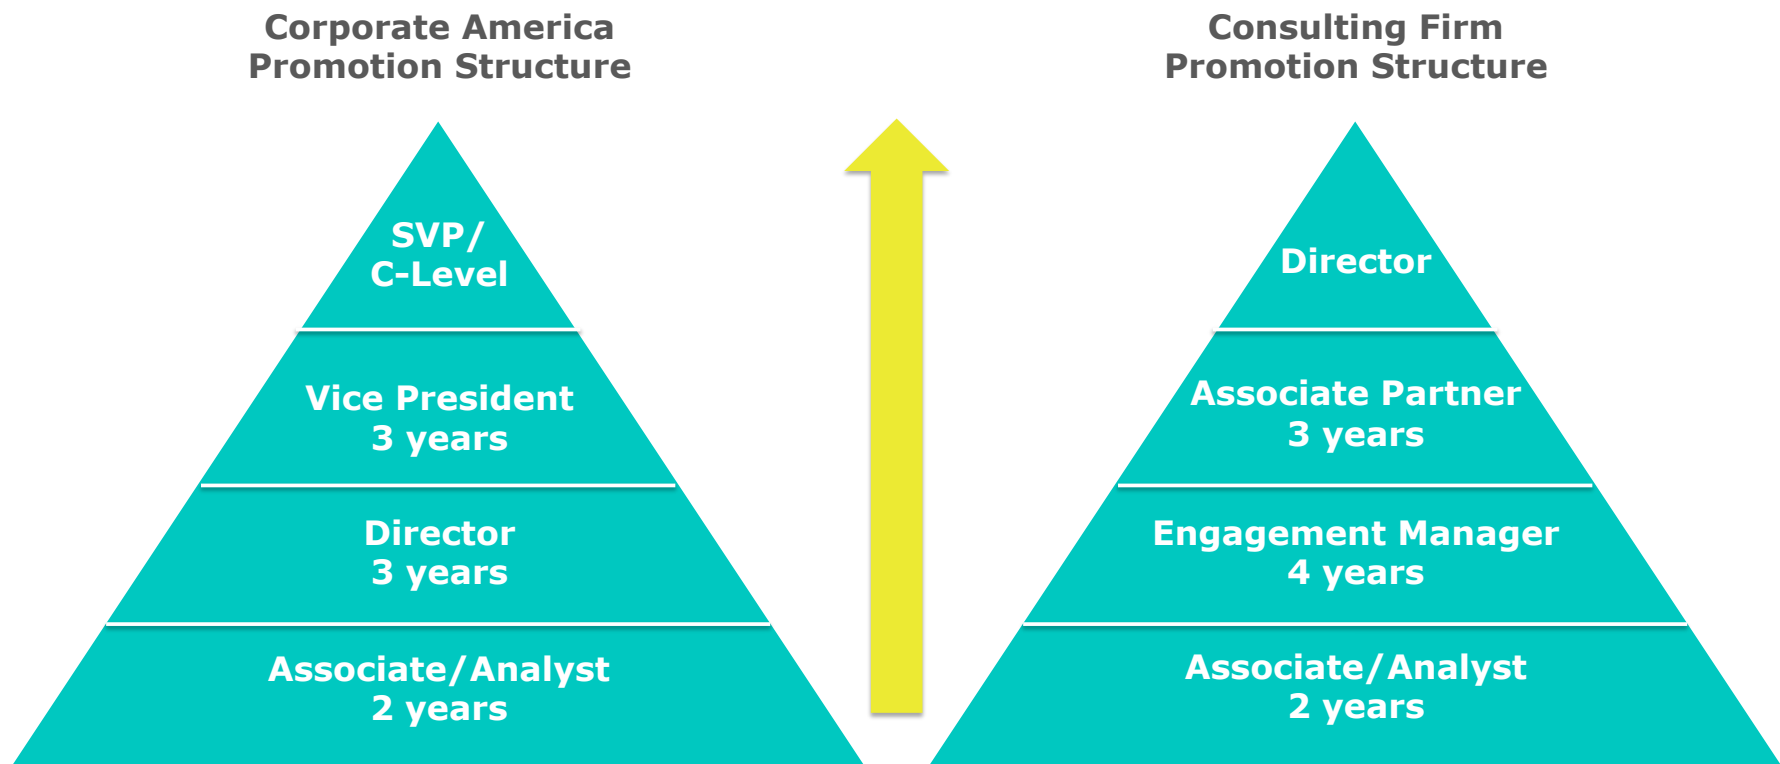 Corporate America
Promotion Structure
SVP/
C–Level
Vice President
3 years
Director
3 years
Associate/Analyst
2 years
Consulting Firm
Promotion Structure
Director
Associate Partner
3 years
Engagement Manager
4 years
Associate/Analyst
2 years